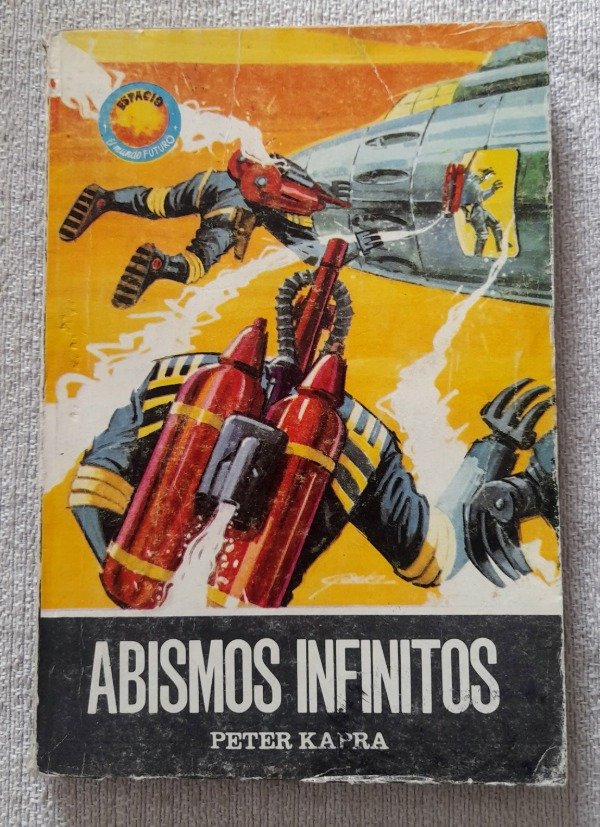 ESPACIO
El mundo FUTURO
ABISMOS INFINITOS
PETER KAPRA